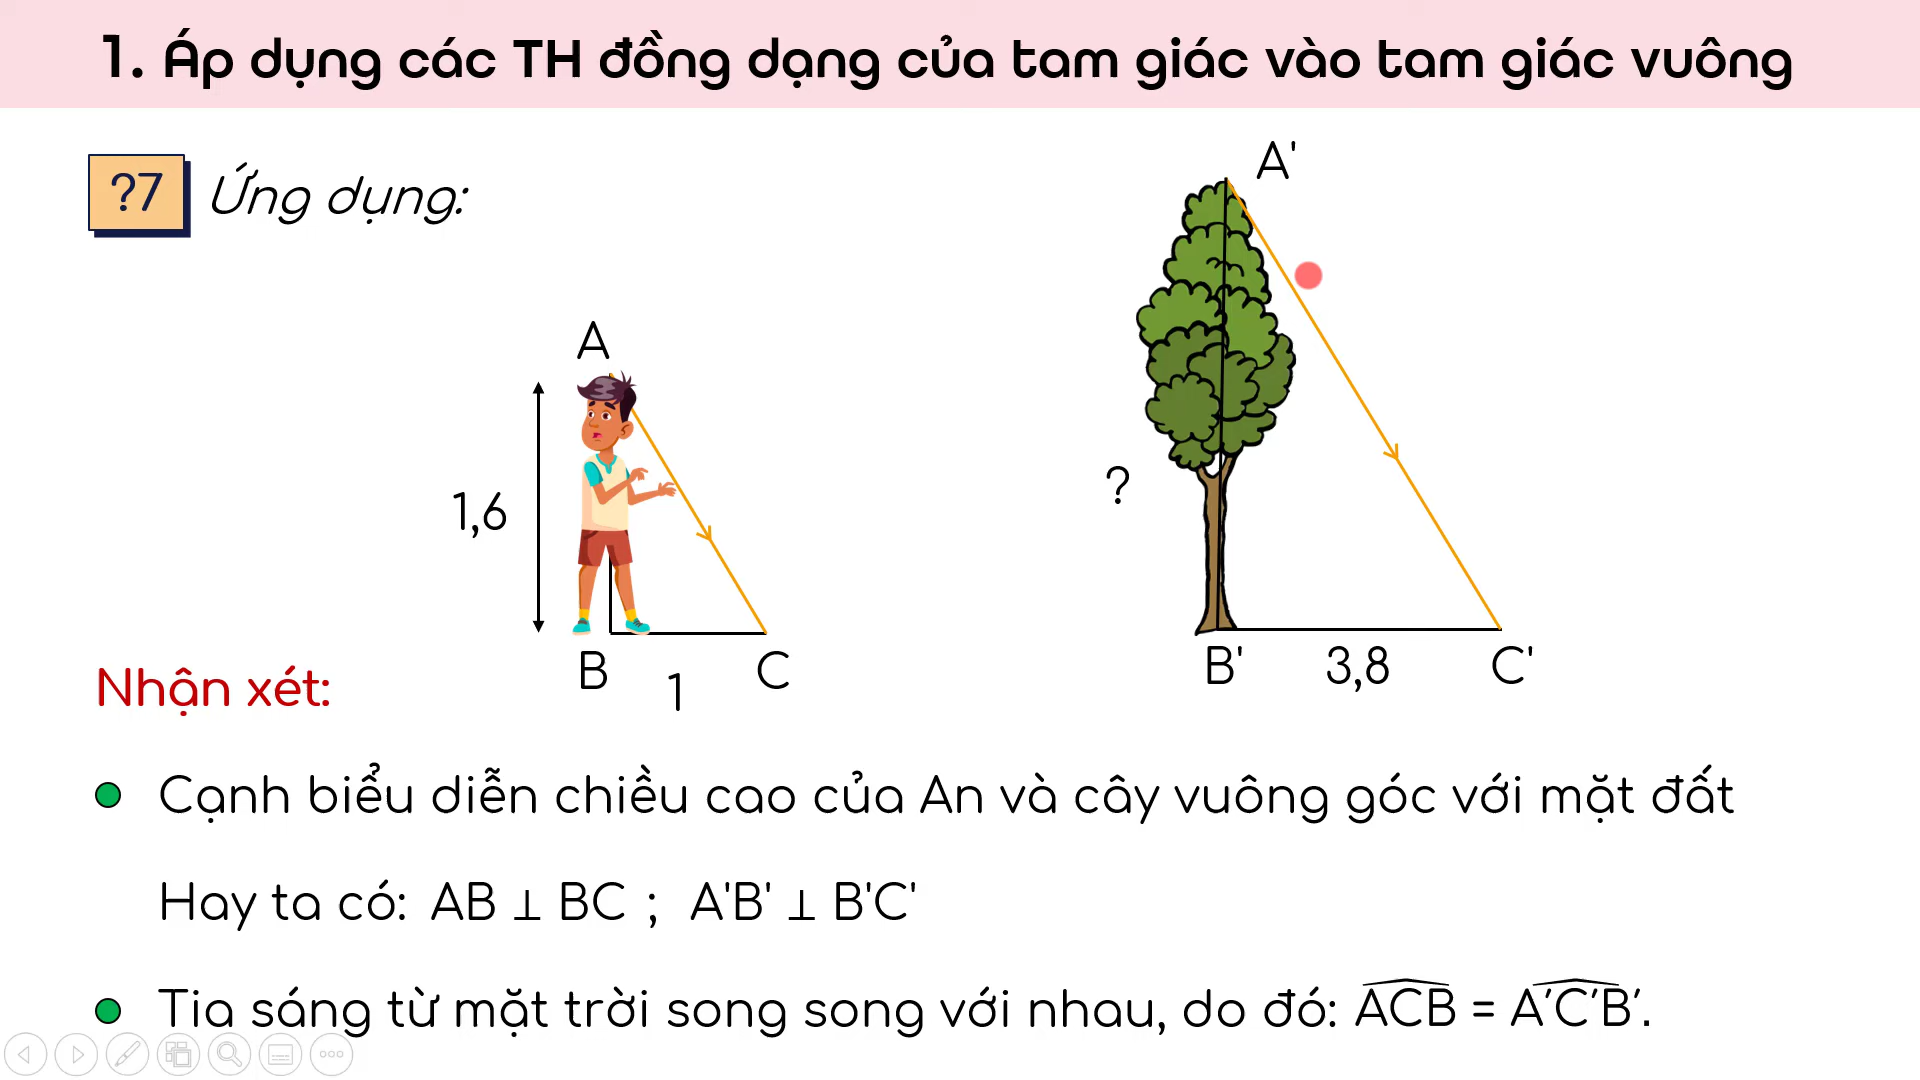 1. Áp dụng các TH đồng dạng của tam giác vào tam giác vuông
?7 Ứng dụng:
A'
A
?
1,6
B' 3,8 C'
B 1 C
Nhận xét:
Cạnh biểu diễn chiều cao của An và cây vuông góc với mặt đất
Hay ta có: AB ⊥ BC ; A'B' ⊥ B'C'
Tia sáng từ mặt trời song song với nhau, do đó: \widehat{ACB} = \widehat{A'C'B'}.